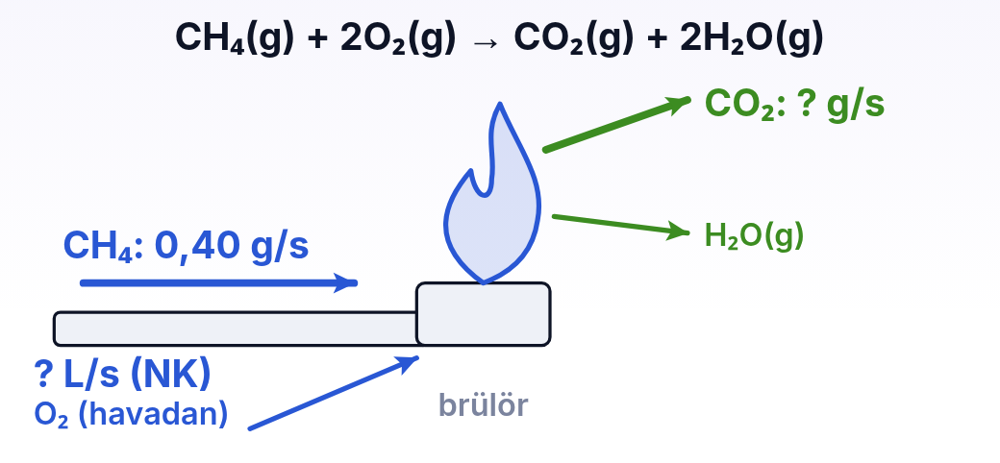 CH₄(g) + 2O₂(g) → CO₂(g) + 2H₂O(g)
CO₂: ? g/s
CH₄: 0,40 g/s
H₂O(g)
? L/s (NK)
O₂ (havadan)
brülör